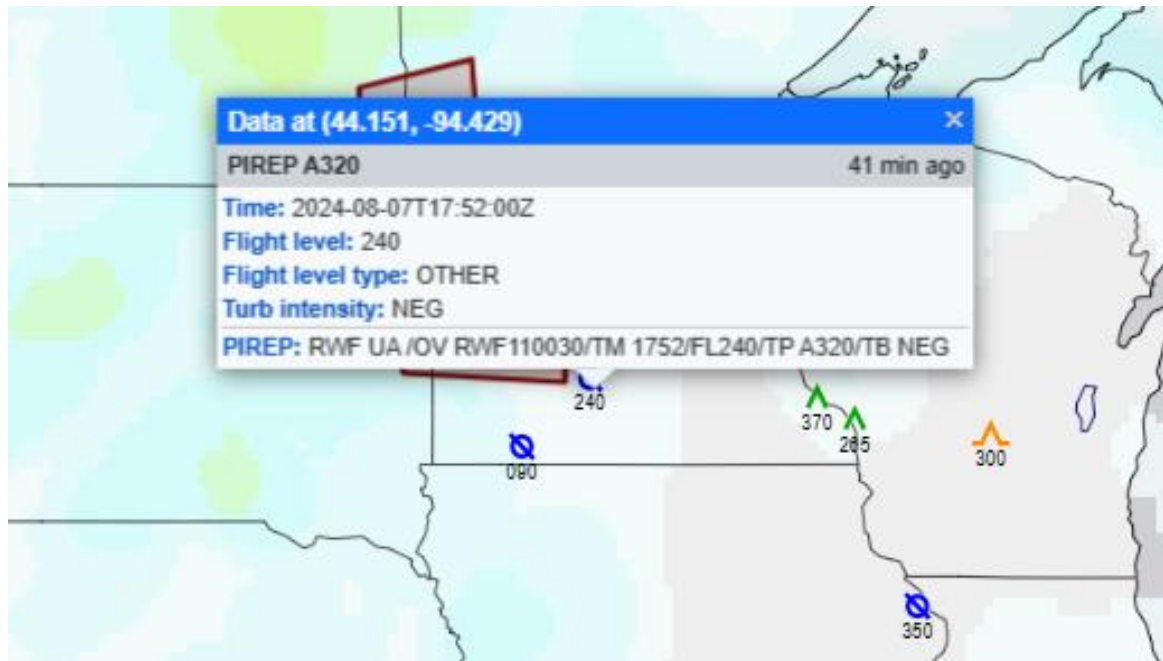 Data at (44.151, -94.429) ×
PIREP A320 41 min ago
Time: 2024-08-07T17:52:00Z
Flight level: 240
Flight level type: OTHER
Turb intensity: NEG
PIREP: RWF UA /OV RWF110030/TM 1752/FL240/TP A320/TB NEG
240
370
265
300
090
350